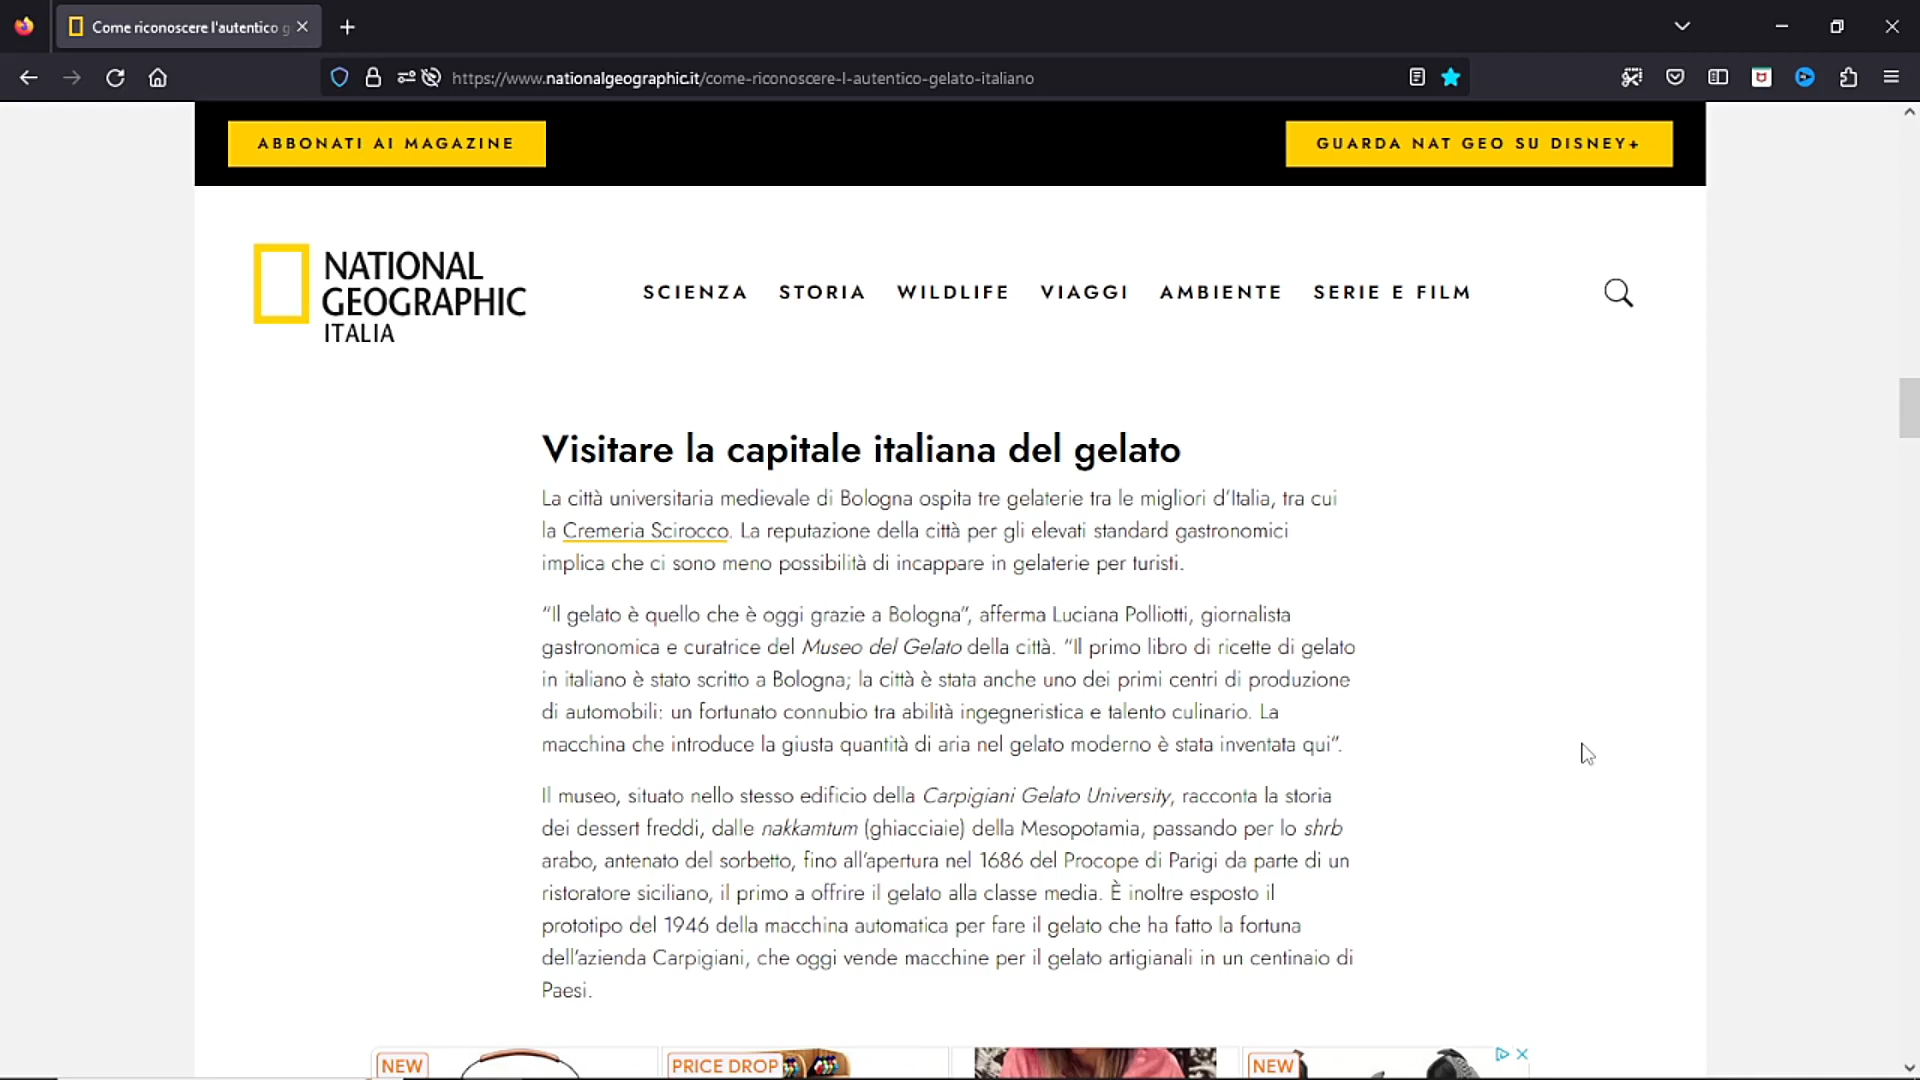 Come riconoscere l'autentico g
https://www.nationalgeographic.it/come-riconoscere-l-autentico-gelato-italiano
ABBONATI AI MAGAZINE
GUARDA NAT GEO SU DISNEY+
NATIONAL
GEOGRAPHIC
ITALIA
SCIENZA STORIA WILDLIFE VIAGGI AMBIENTE SERIE E FILM
Visitare la capitale italiana del gelato
La città universitaria medievale di Bologna ospita tre gelaterie tra le migliori d’Italia, tra cui
la Cremeria Scirocco. La reputazione della città per gli elevati standard gastronomici
implica che ci sono meno possibilità di incappare in gelaterie per turisti.
“Il gelato è quello che è oggi grazie a Bologna”, afferma Luciana Polliotti, giornalista
gastronomica e curatrice del Museo del Gelato della città. “Il primo libro di ricette di gelato
in italiano è stato scritto a Bologna; la città è stata anche uno dei primi centri di produzione
di automobili: un fortunato connubio tra abilità ingegneristica e talento culinario. La
macchina che introduce la giusta quantità di aria nel gelato moderno è stata inventata qui”.
Il museo, situato nello stesso edificio della Carpigiani Gelato University, racconta la storia
dei dessert freddi, dalle nakkamtum (ghiacciaie) della Mesopotamia, passando per lo shrb
arabo, antenato del sorbetto, fino all’apertura nel 1686 del Procope di Parigi da parte di un
ristoratore siciliano, il primo a offrire il gelato alla classe media. È inoltre esposto il
prototipo del 1946 della macchina automatica per fare il gelato che ha fatto la fortuna
dell’azienda Carpigiani, che oggi vende macchine per il gelato artigianali in un centinaio di
Paesi.
NEW
PRICE DROP
NEW